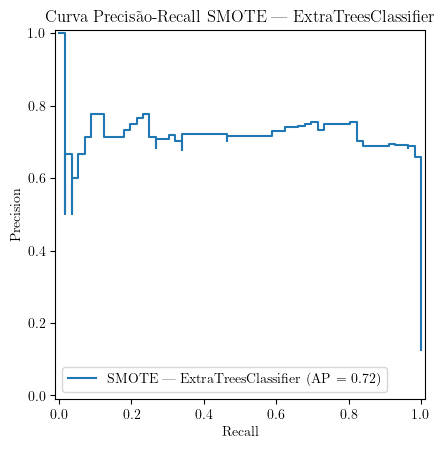 Curva Precisão-Recall SMOTE — ExtraTreesClassifier
1.0
0.8
0.6
0.4
0.2
0.0
Precision
SMOTE — ExtraTreesClassifier (AP = 0.72)
0.0 0.2 0.4 0.6 0.8 1.0
Recall